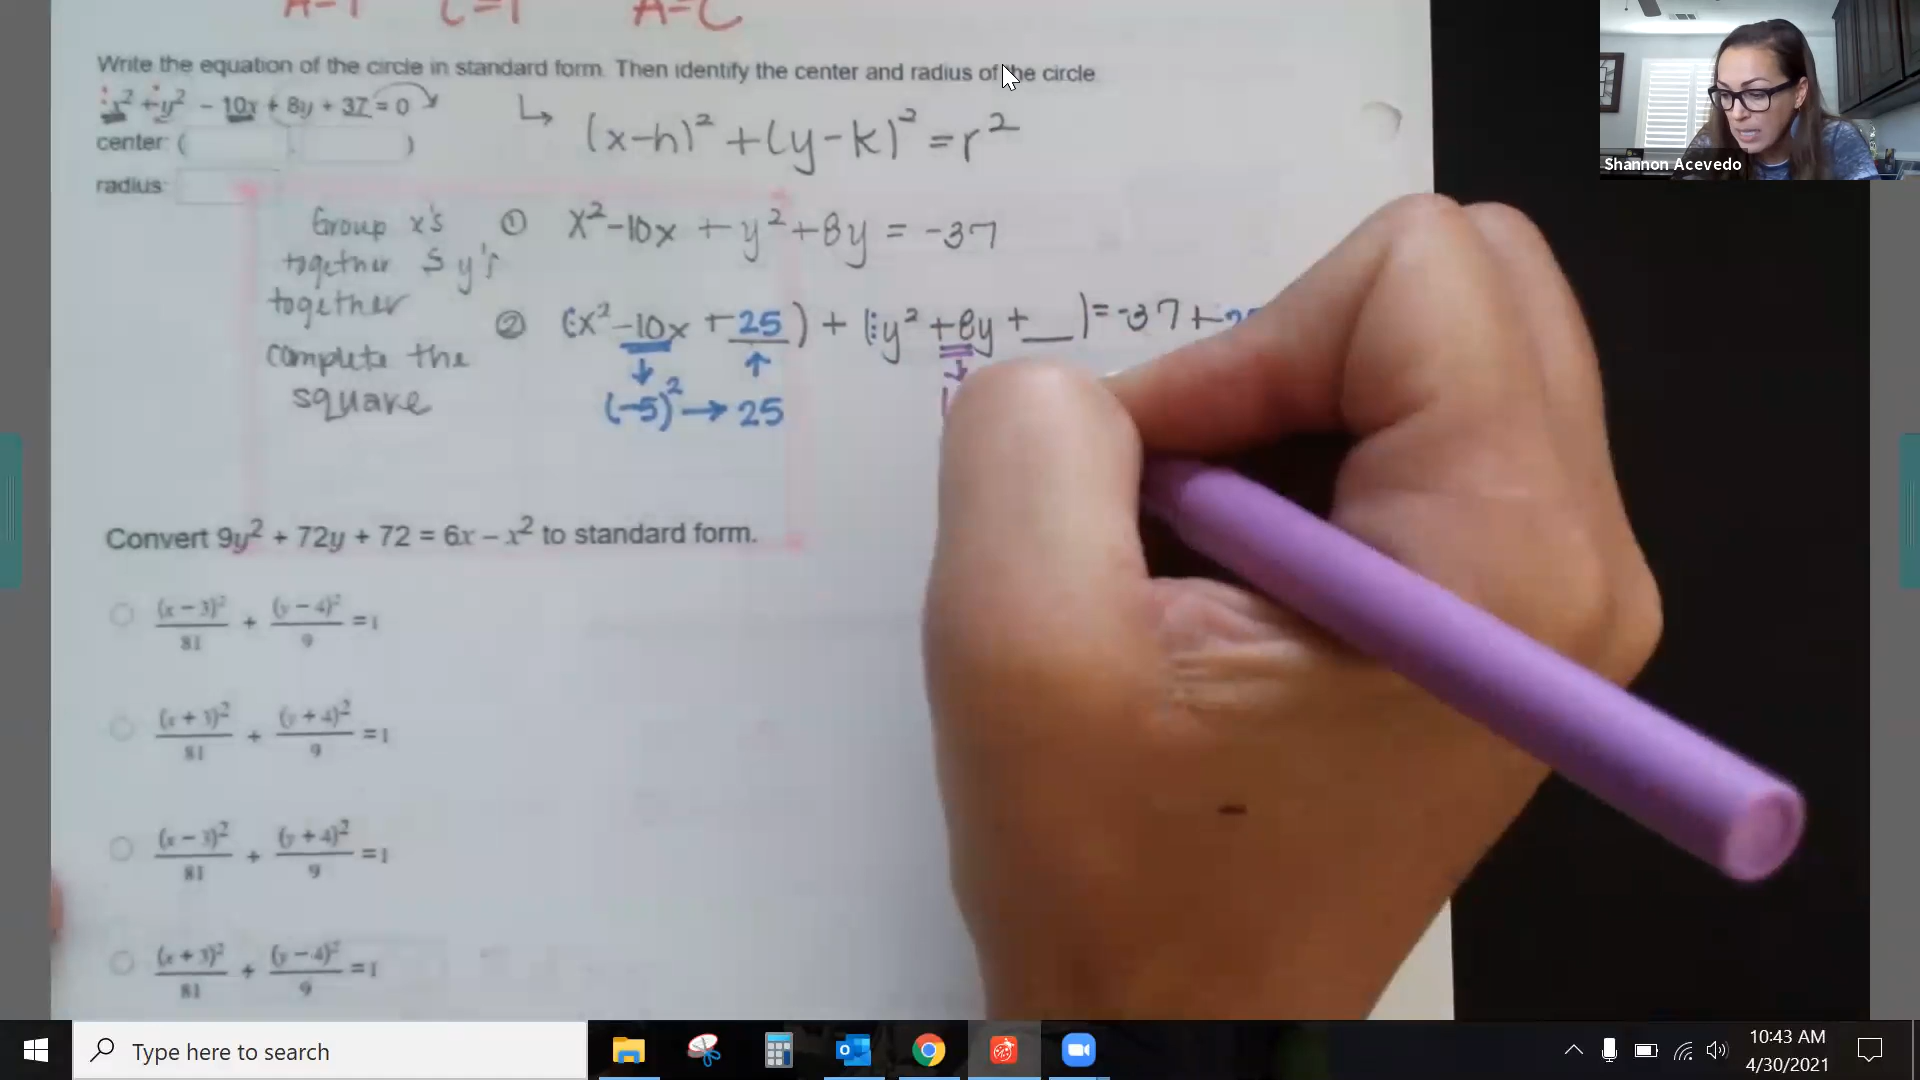 A=1 C=1 A=C
Write the equation of the circle in standard form. Then identify the center and radius of the circle.
x² + y² − 10x + 8y + 37 = 0
↳ (x−h)² + (y−k)² = r²
center: ( , )
radius:
Group x's together & y's together
① x²−10x + y²+8y = −37
complete the square
② (x²−10x + 25) + (y² +8y + __) = −37 + 25
↓ ↑ ↓
(−5)² → 25
Convert 9y² + 72y + 72 = 6x − x² to standard form.
(x − 3)²/81 + (y − 4)²/9 = 1
(x + 3)²/81 + (y + 4)²/9 = 1
(x − 3)²/81 + (y + 4)²/9 = 1
(x + 3)²/81 + (y − 4)²/9 = 1
Shannon Acevedo
Type here to search
10:43 AM
4/30/2021